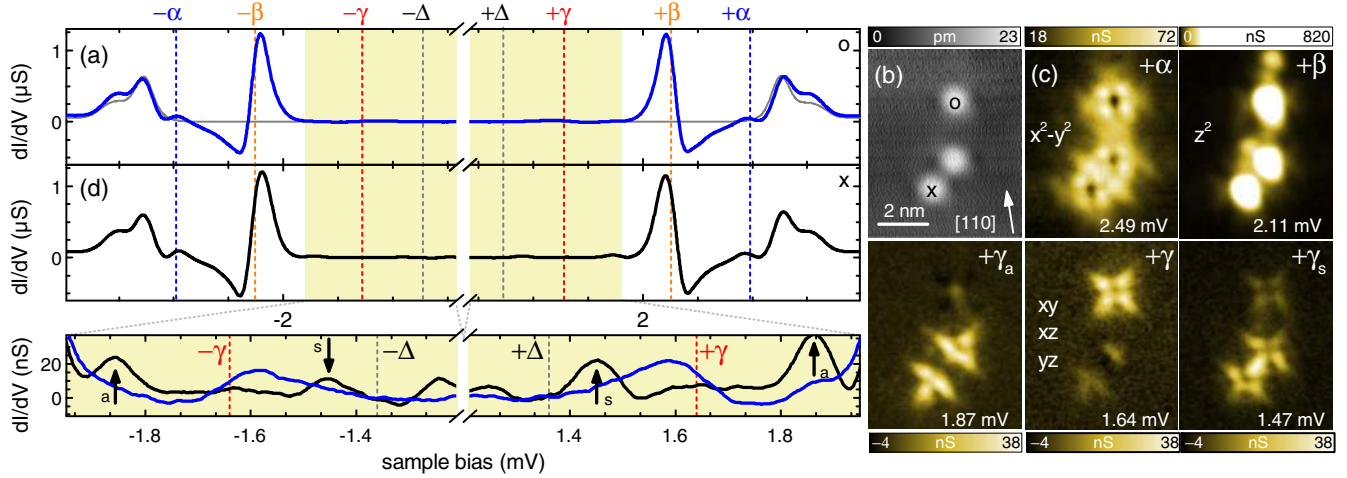 −α −β −γ −Δ +Δ +γ +β +α
(a) o
dI/dV (µS)
1
0
(d) x
dI/dV (µS)
1
0
-2 2
−γ s −Δ +Δ +γ
a s a
dI/dV (nS)
20
0
-1.8 -1.6 -1.4 1.4 1.6 1.8
sample bias (mV)
0 pm 23
(b)
o
x
2 nm [110]
18 nS 72
(c) +α
x²-y²
2.49 mV
0 nS 820
+β
z²
2.11 mV
+γa
1.87 mV
−4 nS 38
+γ
xy
xz
yz
1.64 mV
−4 nS 38
+γs
1.47 mV
−4 nS 38